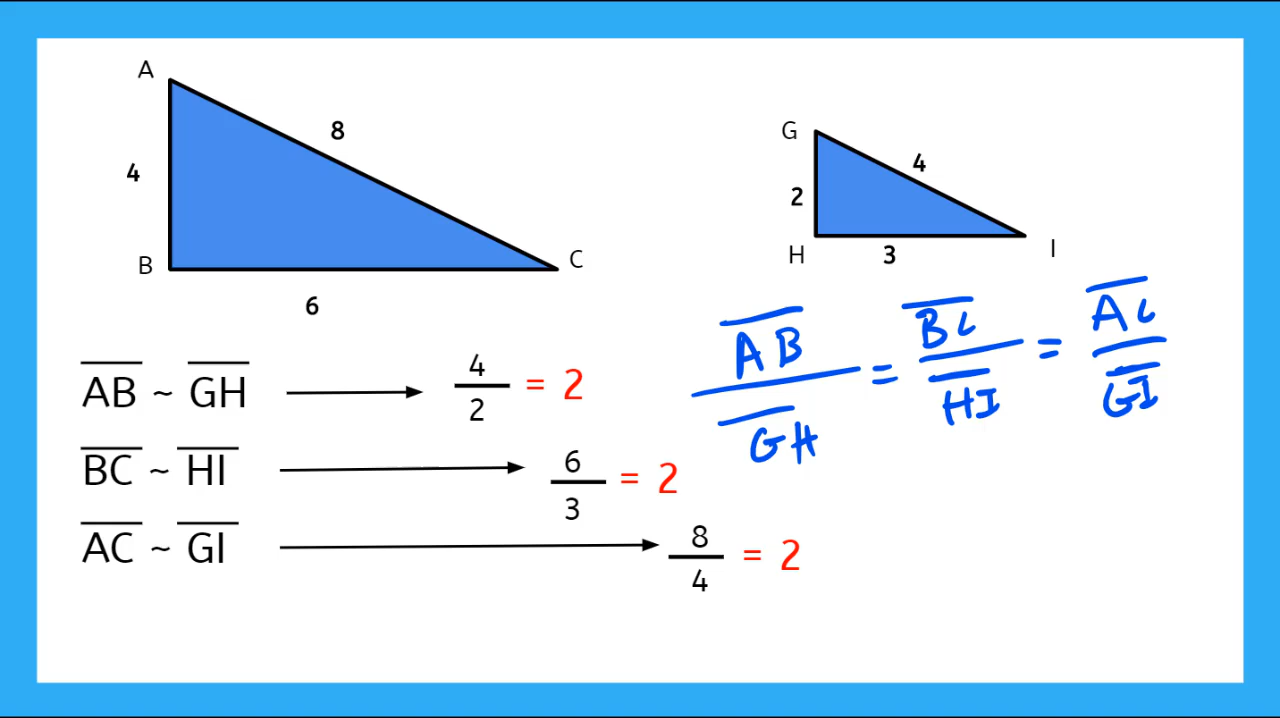 A
8
4
B
C
6
G
4
2
H
3
I
AB ~ GH
4
2
= 2
BC ~ HI
6
3
= 2
AC ~ GI
8
4
= 2
AB
GH
=
BC
HI
=
AC
GI